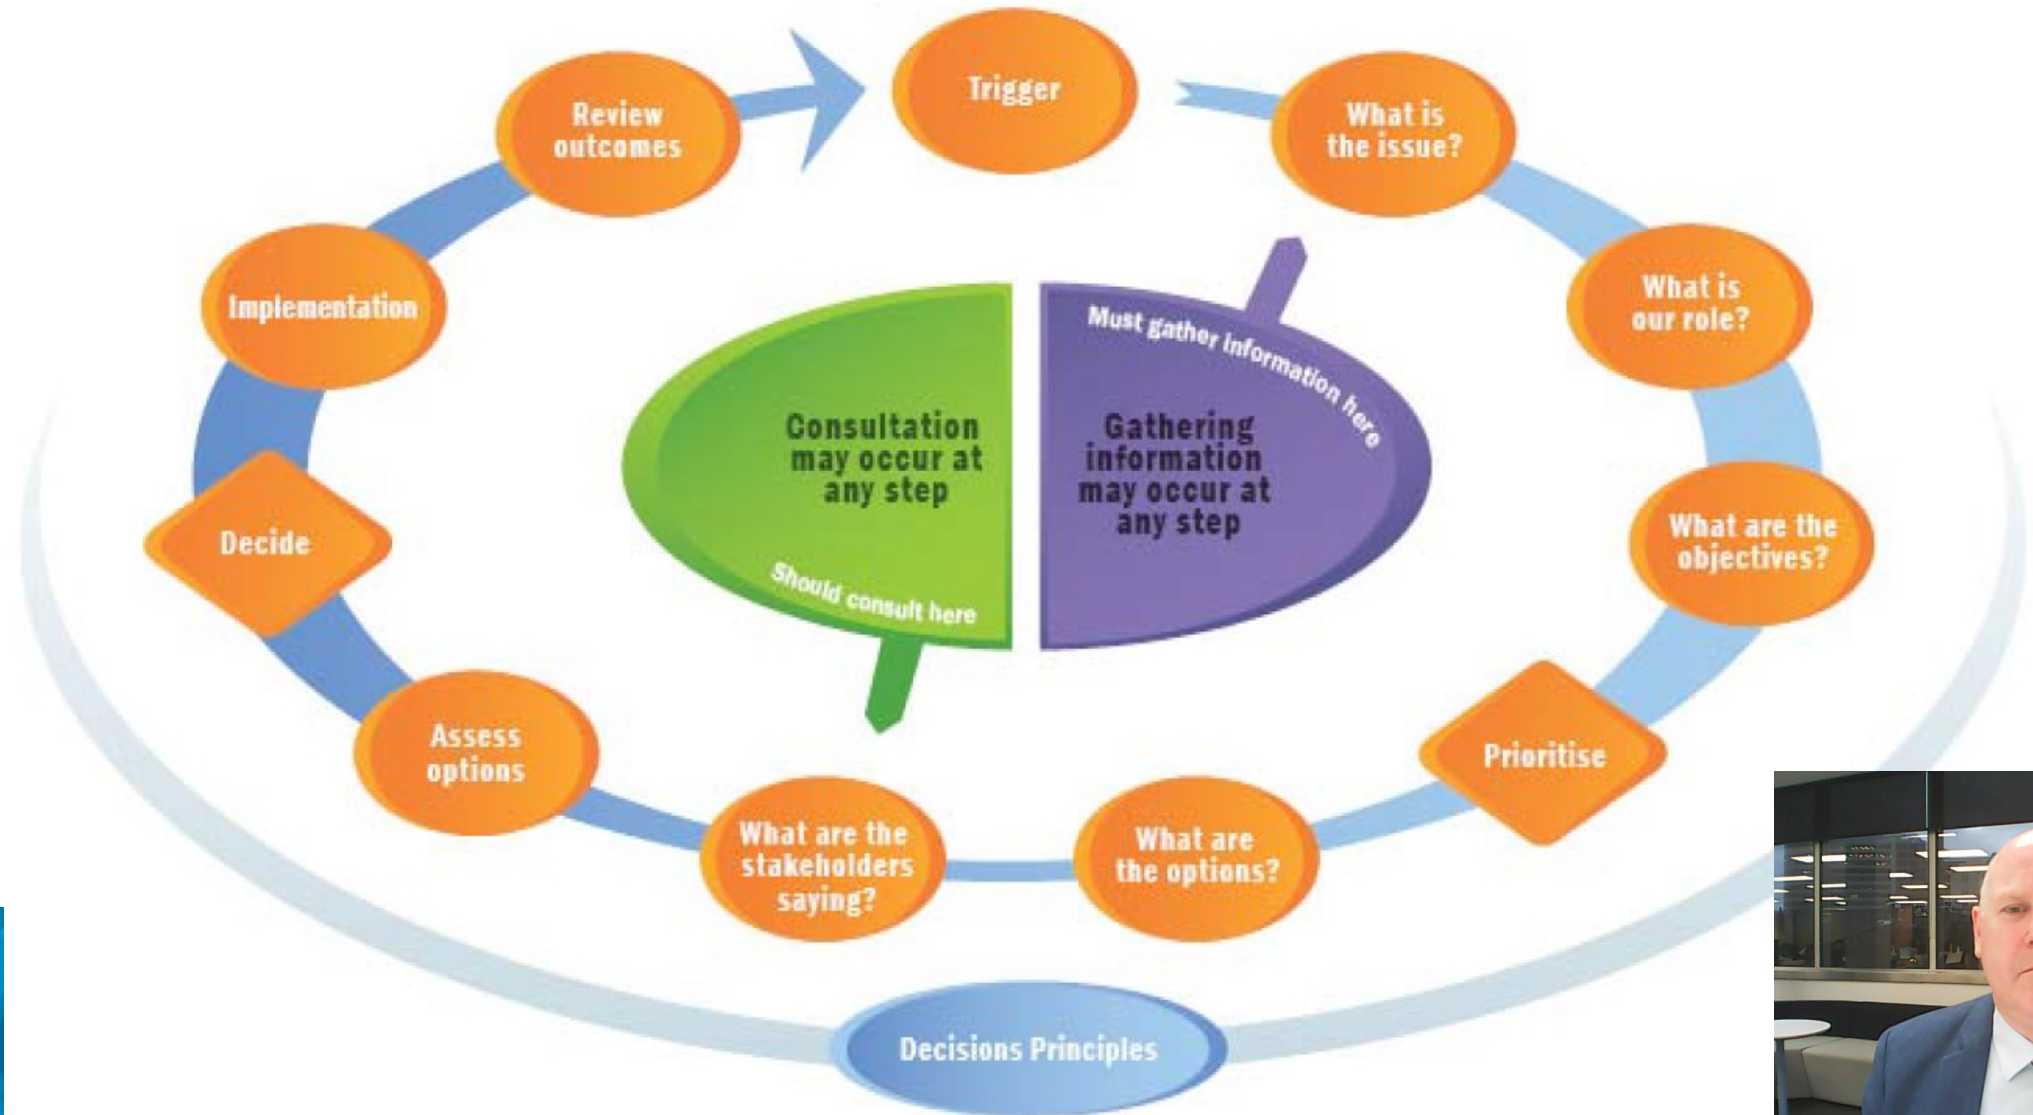 Trigger
What is
the issue?
What is
our role?
What are the
objectives?
Prioritise
What are
the options?
What are the
stakeholders
saying?
Assess
options
Decide
Implementation
Review
outcomes
Consultation
may occur at
any step
Should consult here
Must gather information here
Gathering
information
may occur at
any step
Decisions Principles